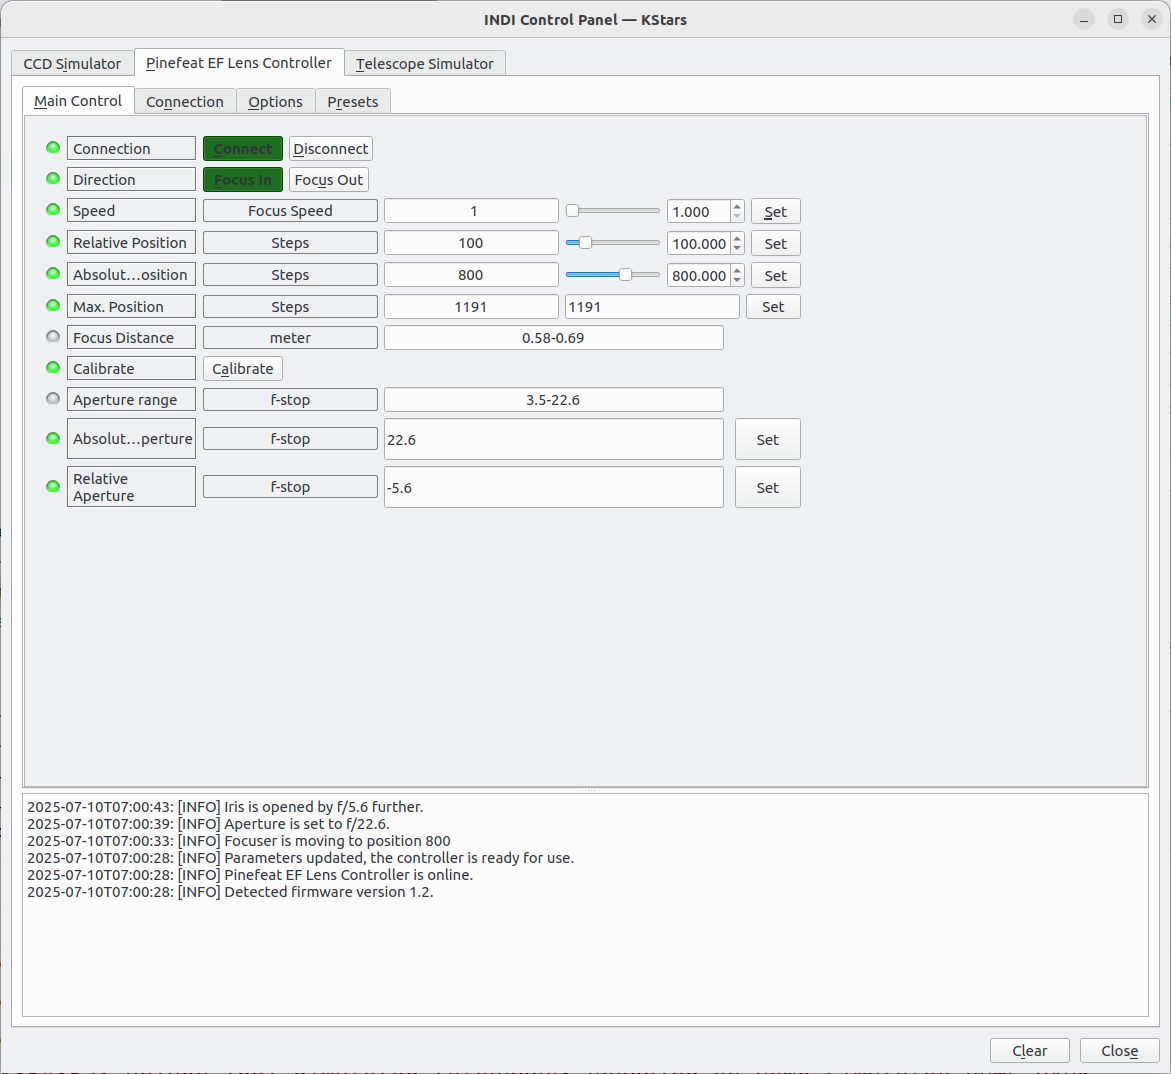 INDI Control Panel — KStars
CCD Simulator Pinefeat EF Lens Controller Telescope Simulator
Main Control Connection Options Presets
Connection Connect Disconnect
Direction Focus In Focus Out
Speed Focus Speed 1 1.000 Set
Relative Position Steps 100 100.000 Set
Absolut…osition Steps 800 800.000 Set
Max. Position Steps 1191 1191 Set
Focus Distance meter 0.58-0.69
Calibrate Calibrate
Aperture range f-stop 3.5-22.6
Absolut…perture f-stop 22.6 Set
Relative
Aperture f-stop -5.6 Set
2025-07-10T07:00:43: [INFO] Iris is opened by f/5.6 further.
2025-07-10T07:00:39: [INFO] Aperture is set to f/22.6.
2025-07-10T07:00:33: [INFO] Focuser is moving to position 800
2025-07-10T07:00:28: [INFO] Parameters updated, the controller is ready for use.
2025-07-10T07:00:28: [INFO] Pinefeat EF Lens Controller is online.
2025-07-10T07:00:28: [INFO] Detected firmware version 1.2.
Clear Close